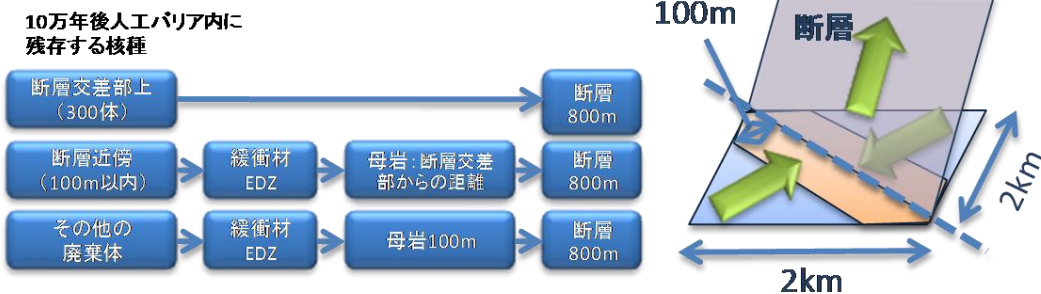 10万年後人工バリア内に
残存する核種
断層交差部上
（300体）
断層
800m
断層近傍
（100m以内）
緩衝材
EDZ
母岩：断層交差
部からの距離
断層
800m
その他の
廃棄体
緩衝材
EDZ
母岩100m
断層
800m
100m
断層
2km
2km